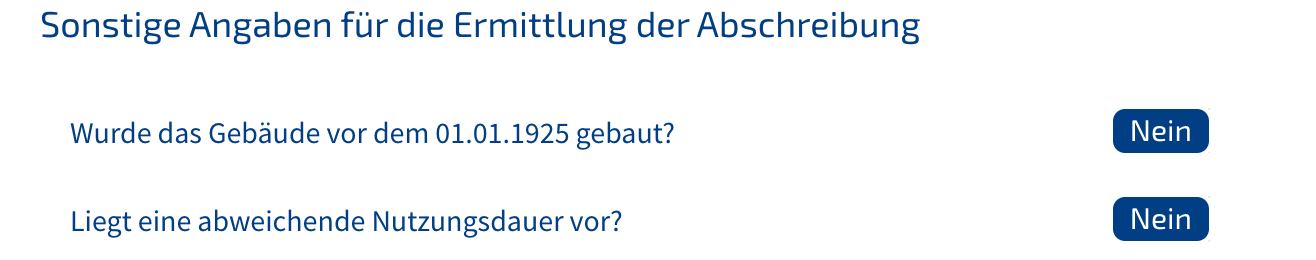 Sonstige Angaben für die Ermittlung der Abschreibung
Wurde das Gebäude vor dem 01.01.1925 gebaut? Nein
Liegt eine abweichende Nutzungsdauer vor? Nein